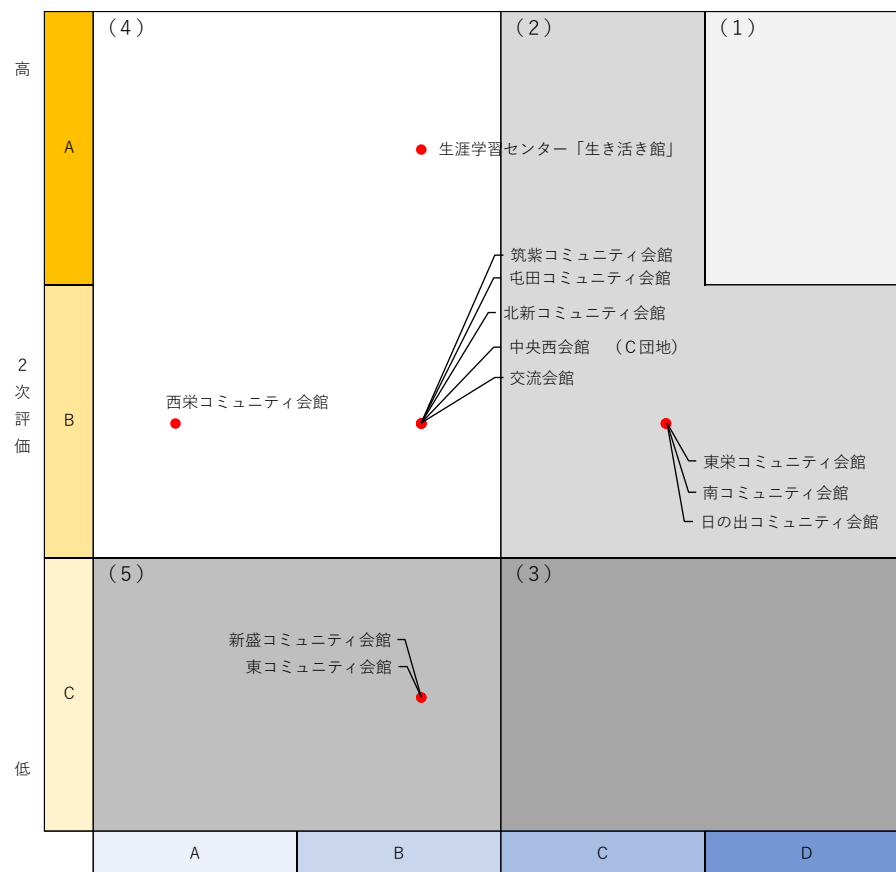 （4）
（2）
（1）
高
A
生涯学習センター「生き活き館」
筑紫コミュニティ会館
屯田コミュニティ会館
北新コミュニティ会館
中央西会館　（C団地）
交流会館
2次評価
B
西栄コミュニティ会館
東栄コミュニティ会館
南コミュニティ会館
日の出コミュニティ会館
（5）
（3）
新盛コミュニティ会館
東コミュニティ会館
C
低
A
B
C
D